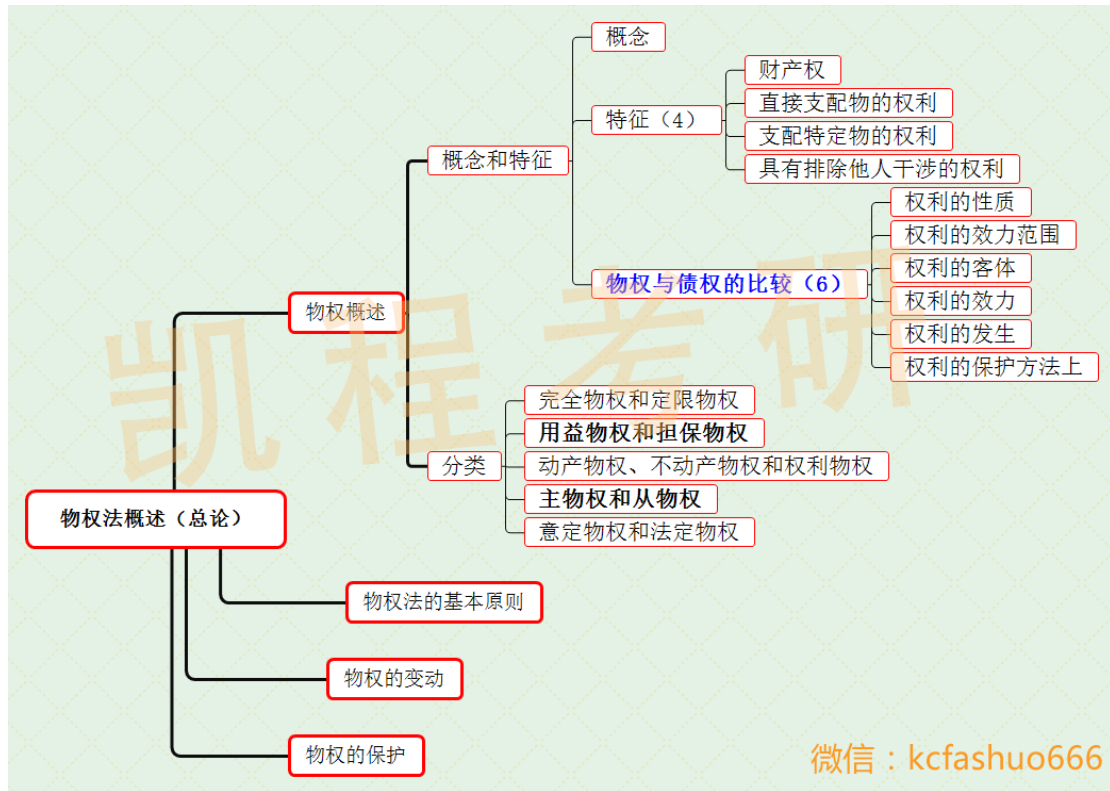 概念
特征（4）
财产权
直接支配物的权利
支配特定物的权利
具有排除他人干涉的权利
概念和特征
物权与债权的比较（6）
权利的性质
权利的效力范围
权利的客体
权利的效力
权利的发生
权利的保护方法上
物权概述
分类
完全物权和定限物权
用益物权和担保物权
动产物权、不动产物权和权利物权
主物权和从物权
意定物权和法定物权
物权法概述（总论）
物权法的基本原则
物权的变动
物权的保护
凯程考研
微信：kcfashuo666